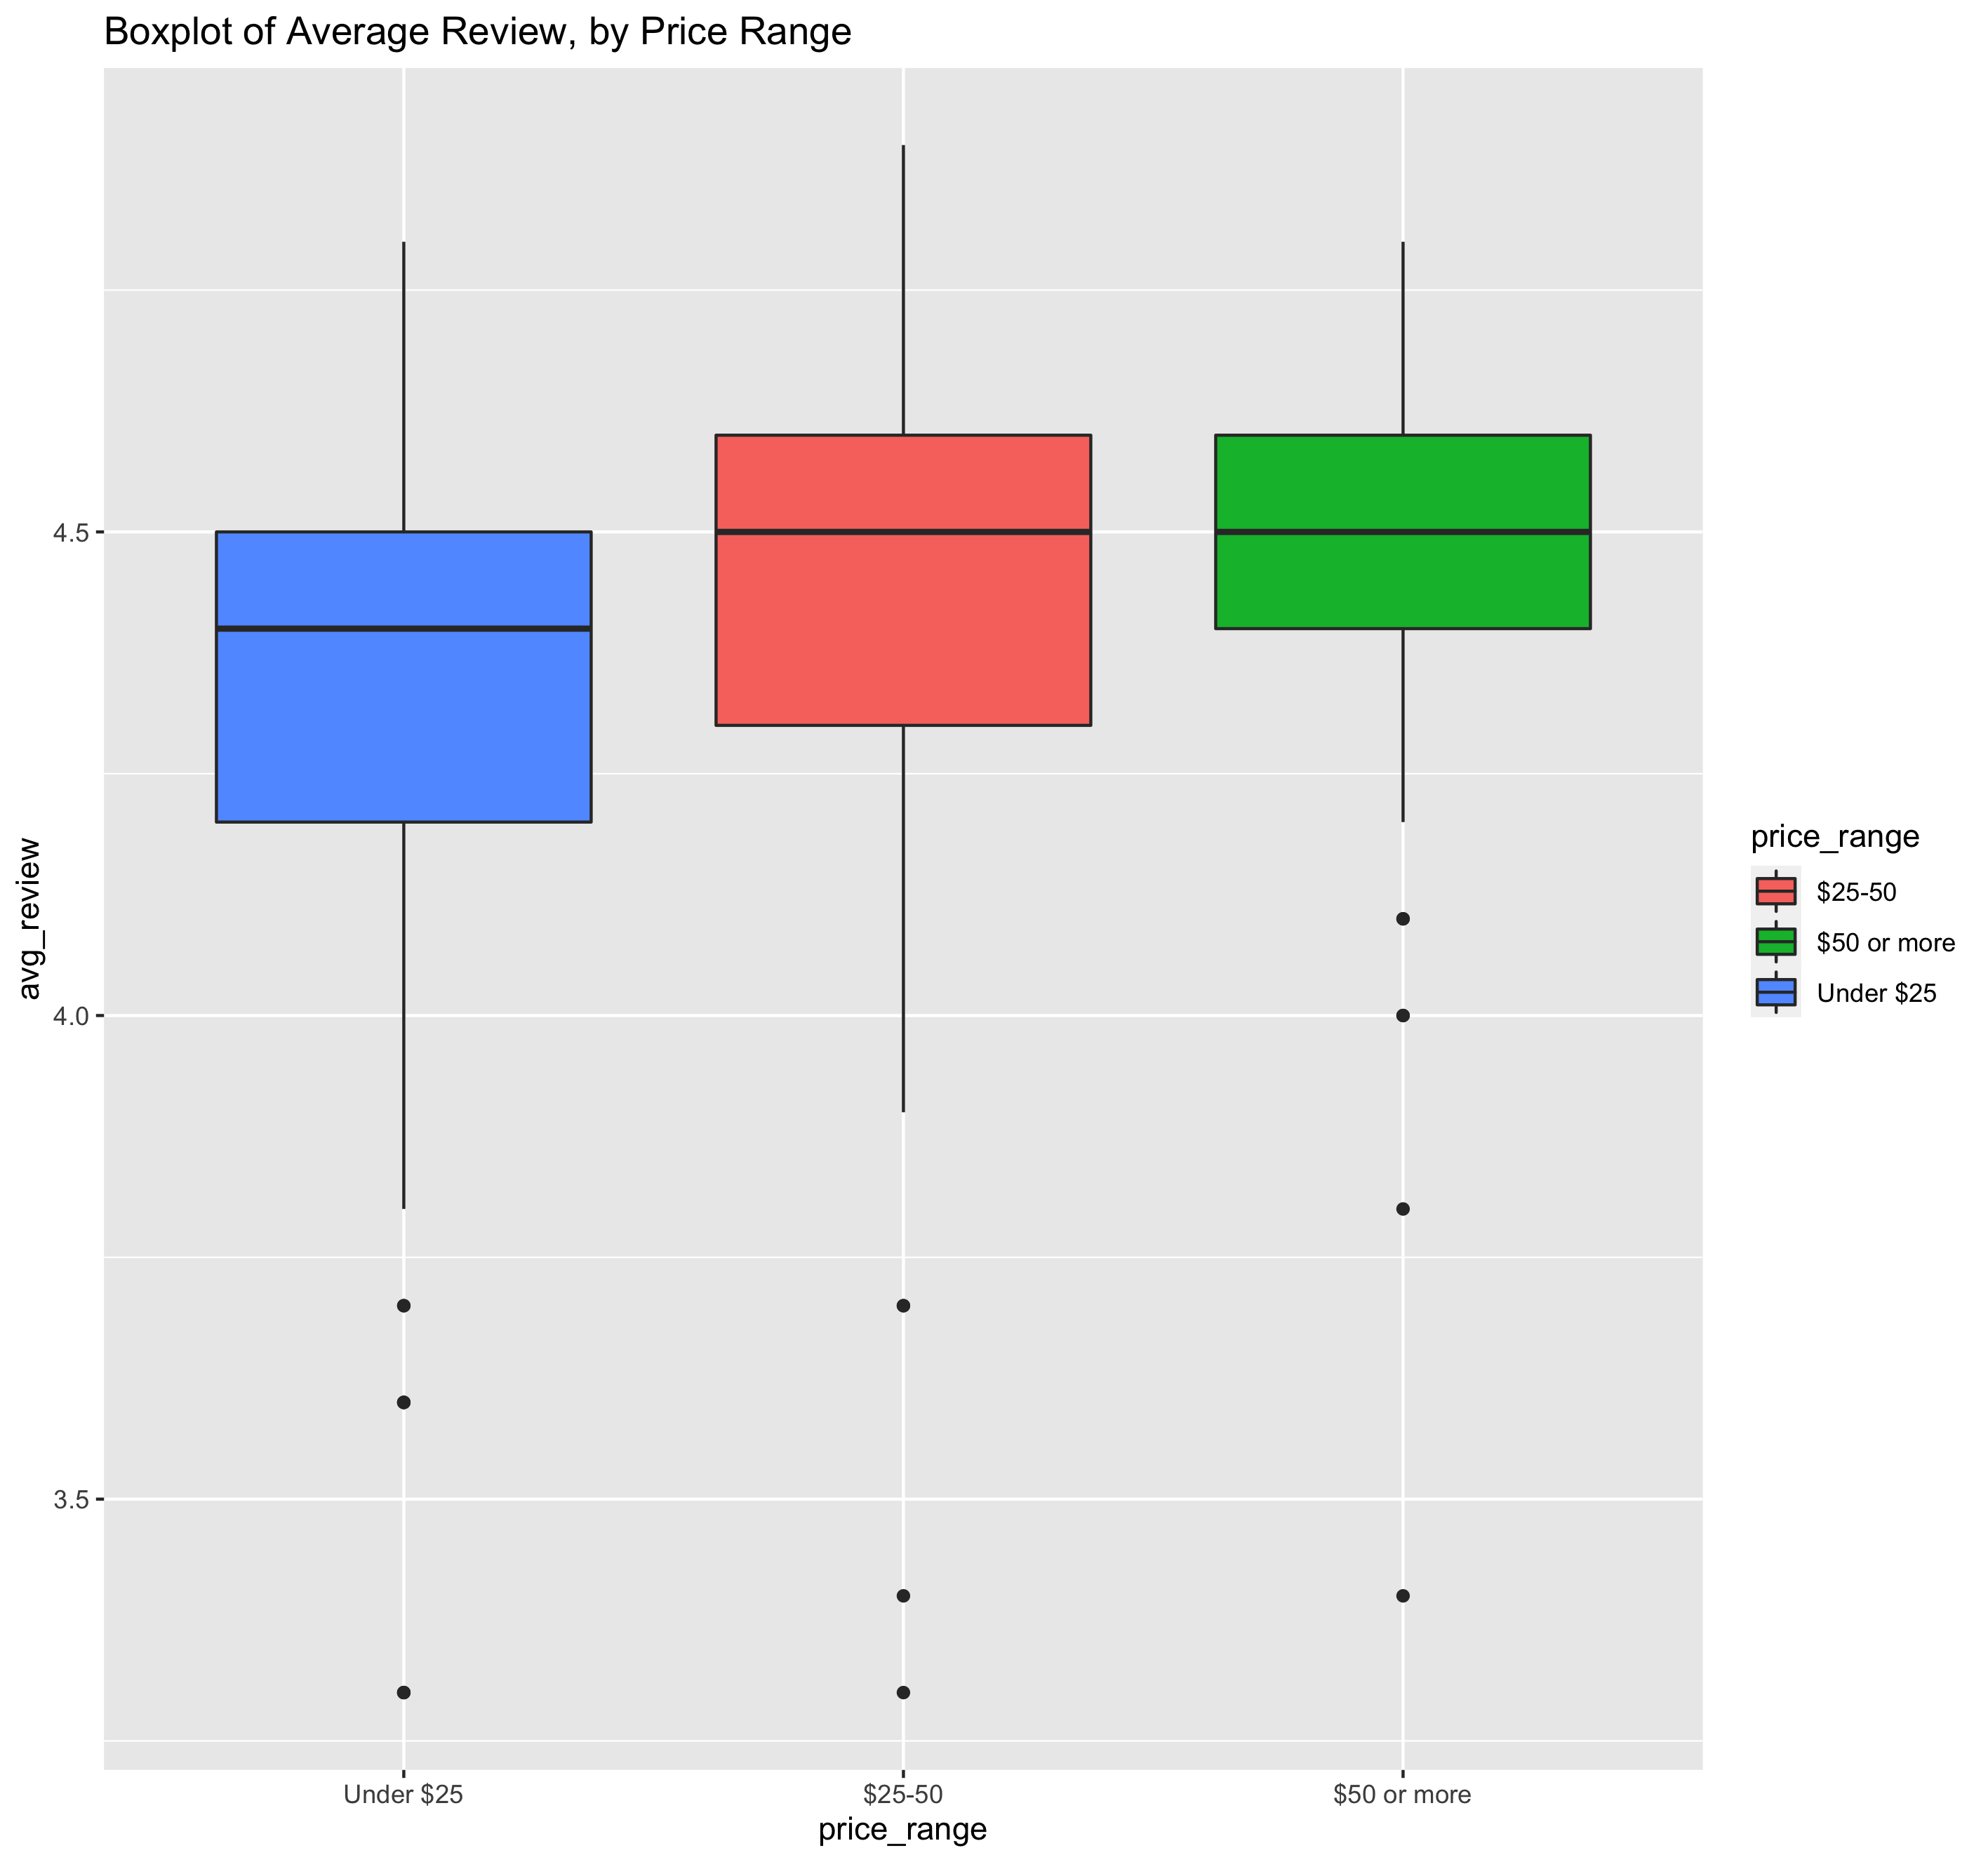 Boxplot of Average Review, by Price Range
avg_review
4.5
4.0
3.5
Under $25
$25-50
$50 or more
price_range
price_range
$25-50
$50 or more
Under $25